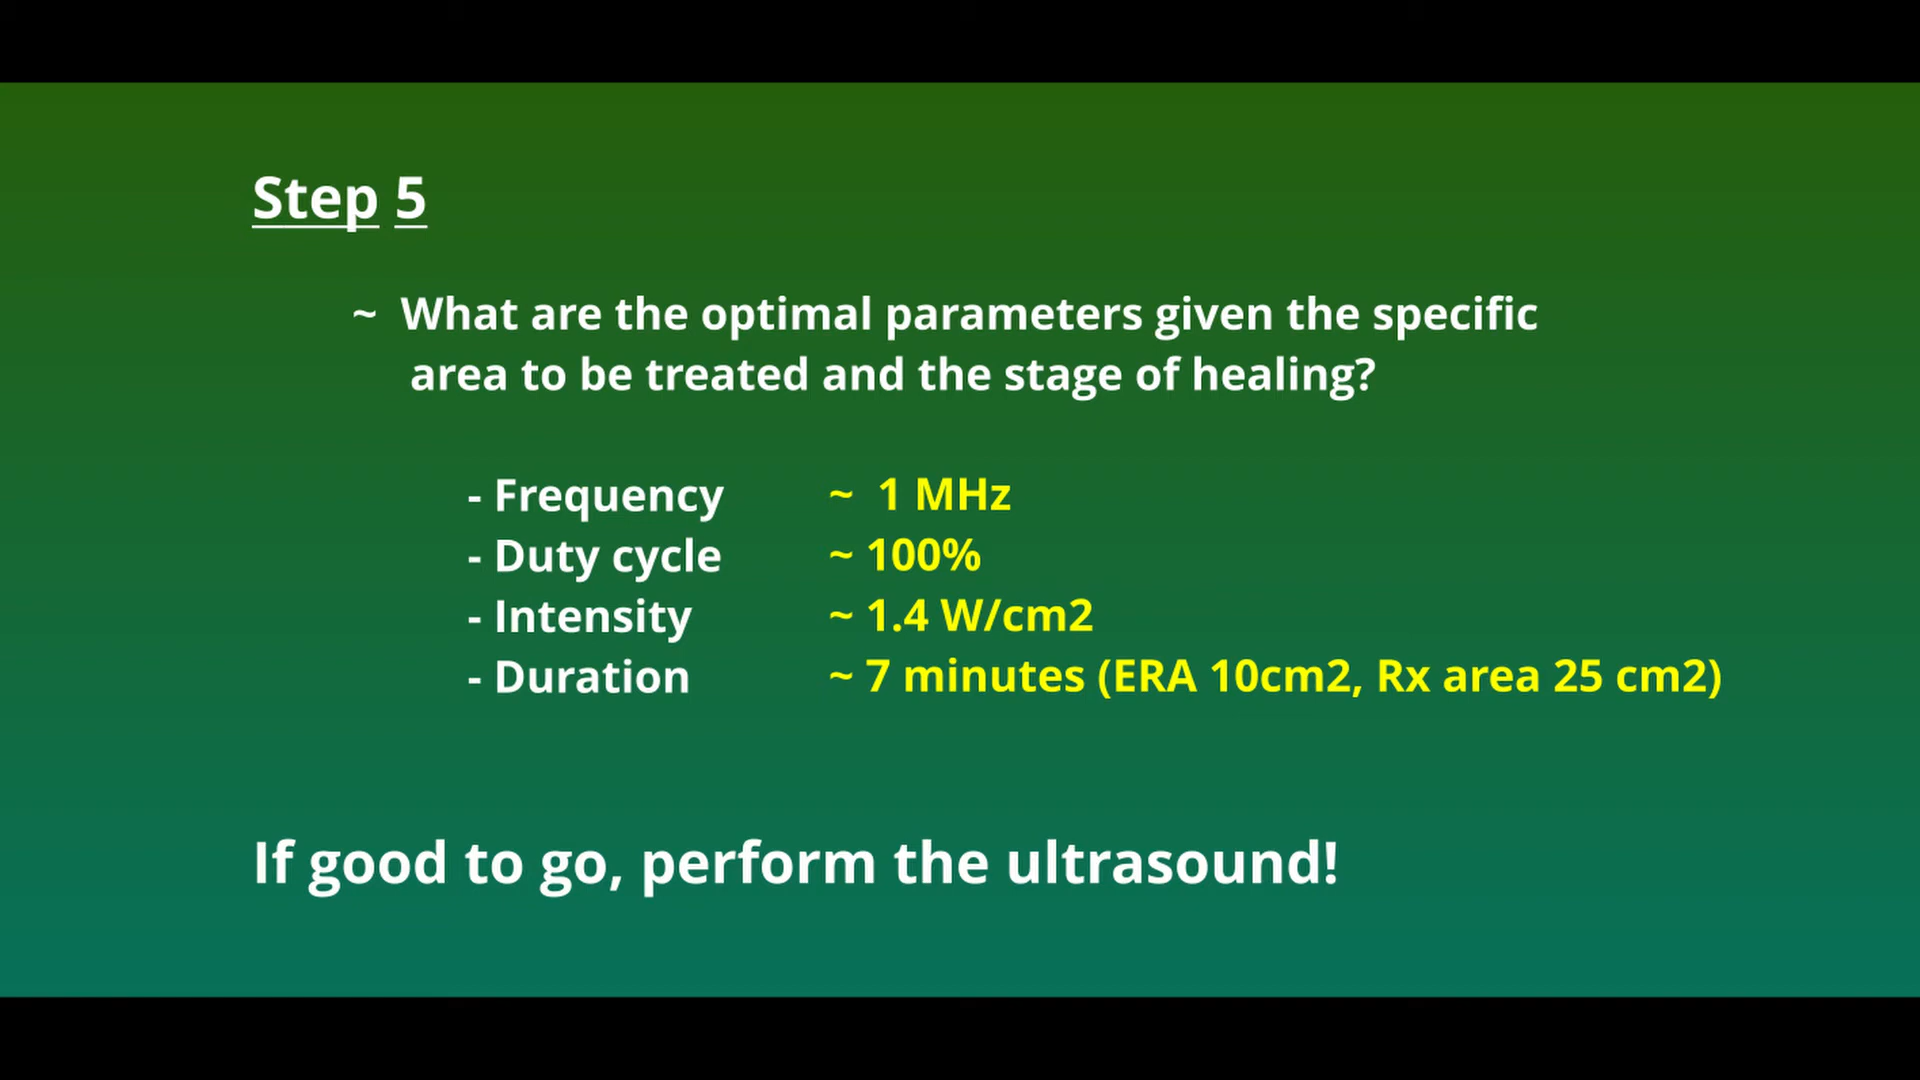 Step 5
~ What are the optimal parameters given the specific
area to be treated and the stage of healing?
- Frequency ~ 1 MHz
- Duty cycle ~ 100%
- Intensity ~ 1.4 W/cm2
- Duration ~ 7 minutes (ERA 10cm2, Rx area 25 cm2)
If good to go, perform the ultrasound!